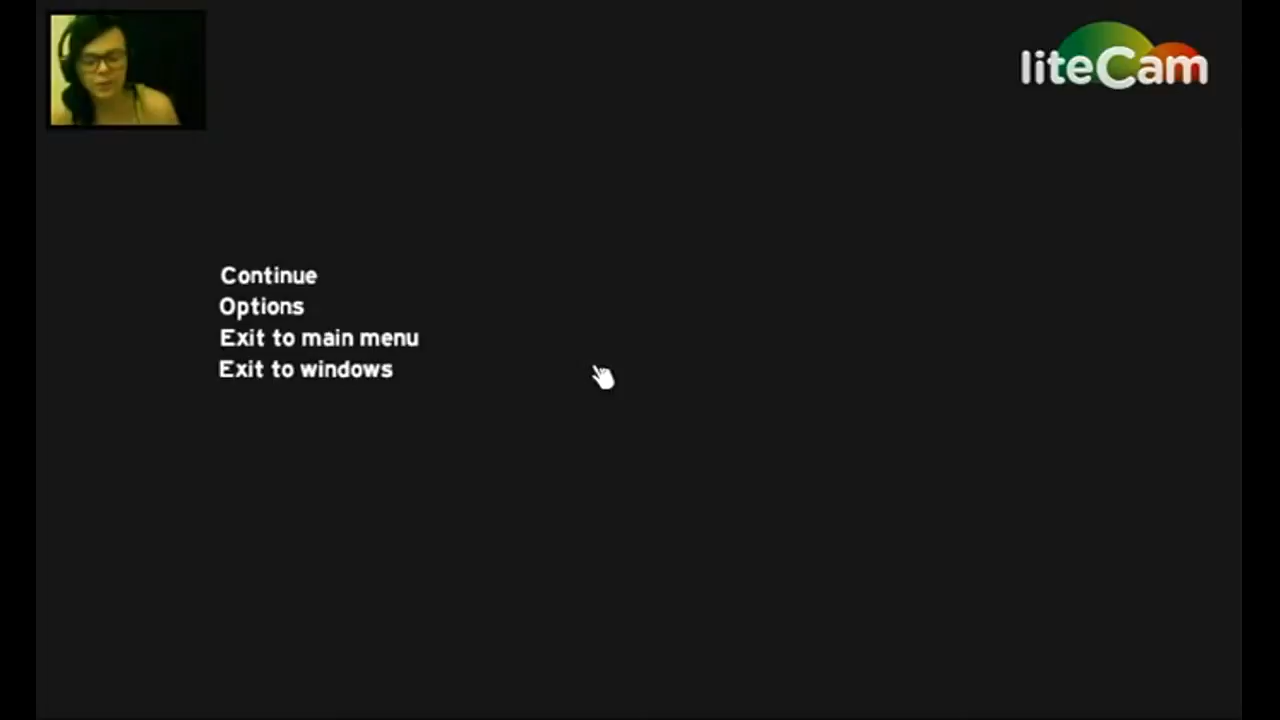 liteCam
Continue
Options
Exit to main menu
Exit to windows